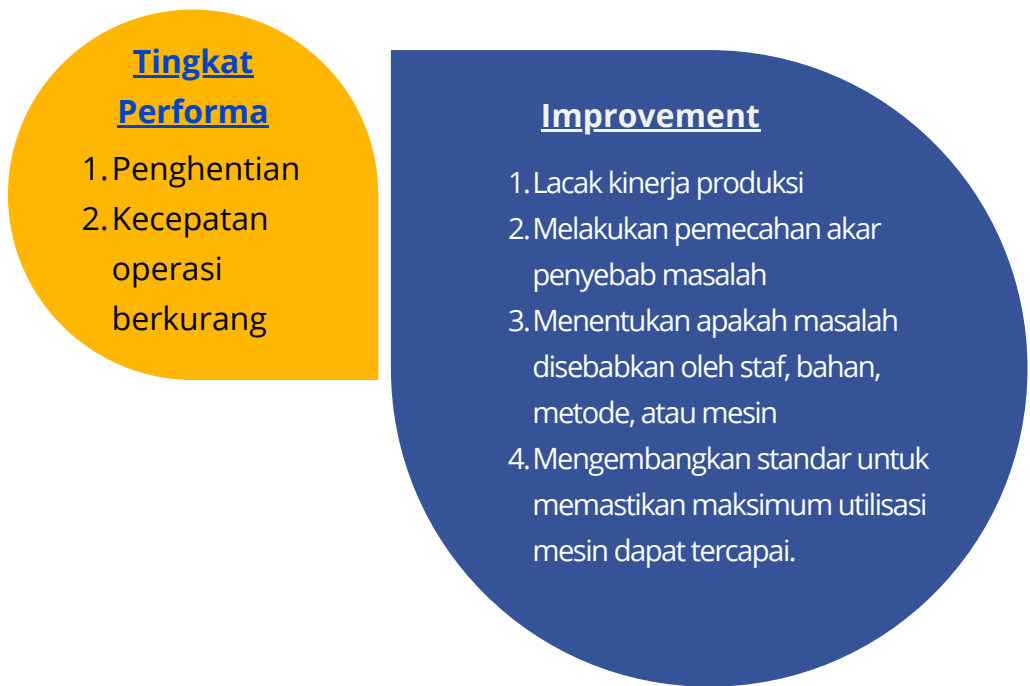 Tingkat
Performa
1. Penghentian
2. Kecepatan
operasi
berkurang
Improvement
1. Lacak kinerja produksi
2. Melakukan pemecahan akar
penyebab masalah
3. Menentukan apakah masalah
disebabkan oleh staf, bahan,
metode, atau mesin
4. Mengembangkan standar untuk
memastikan maksimum utilisasi
mesin dapat tercapai.